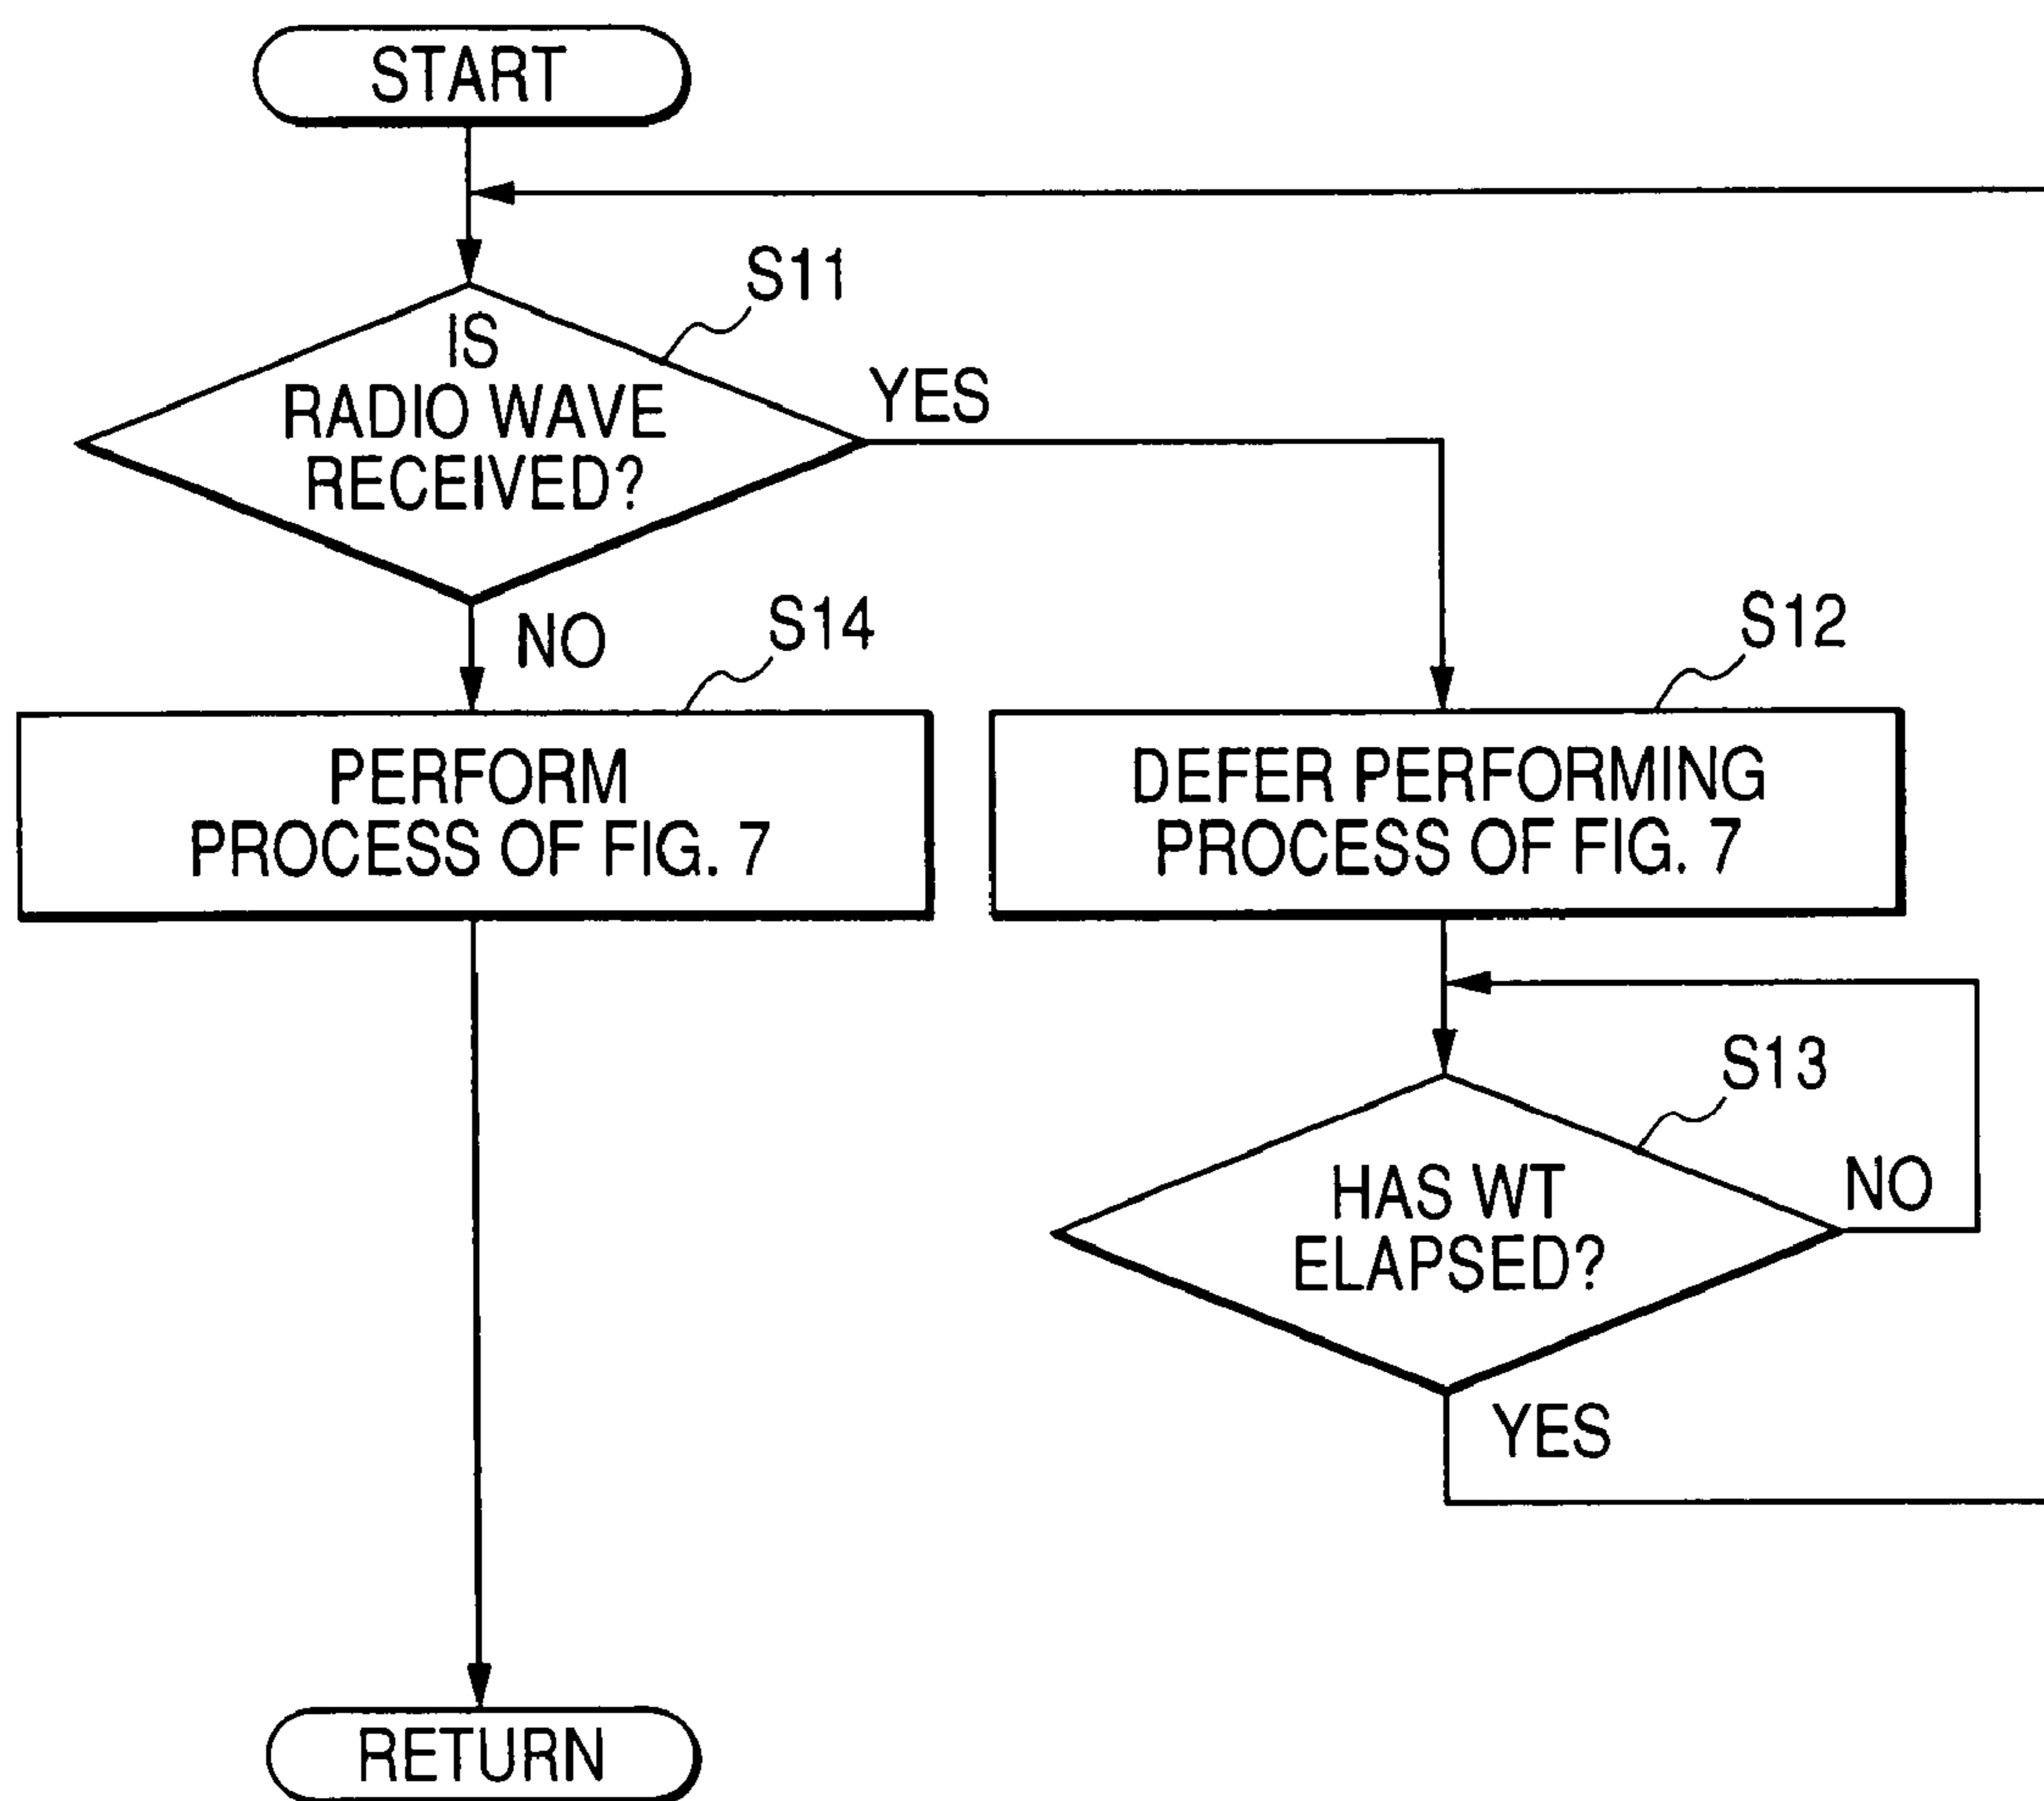 START
S11
IS
RADIO WAVE
RECEIVED?
YES
NO
S14
S12
PERFORM
PROCESS OF FIG. 7
DEFER PERFORMING
PROCESS OF FIG. 7
S13
HAS WT
ELAPSED?
NO
YES
RETURN